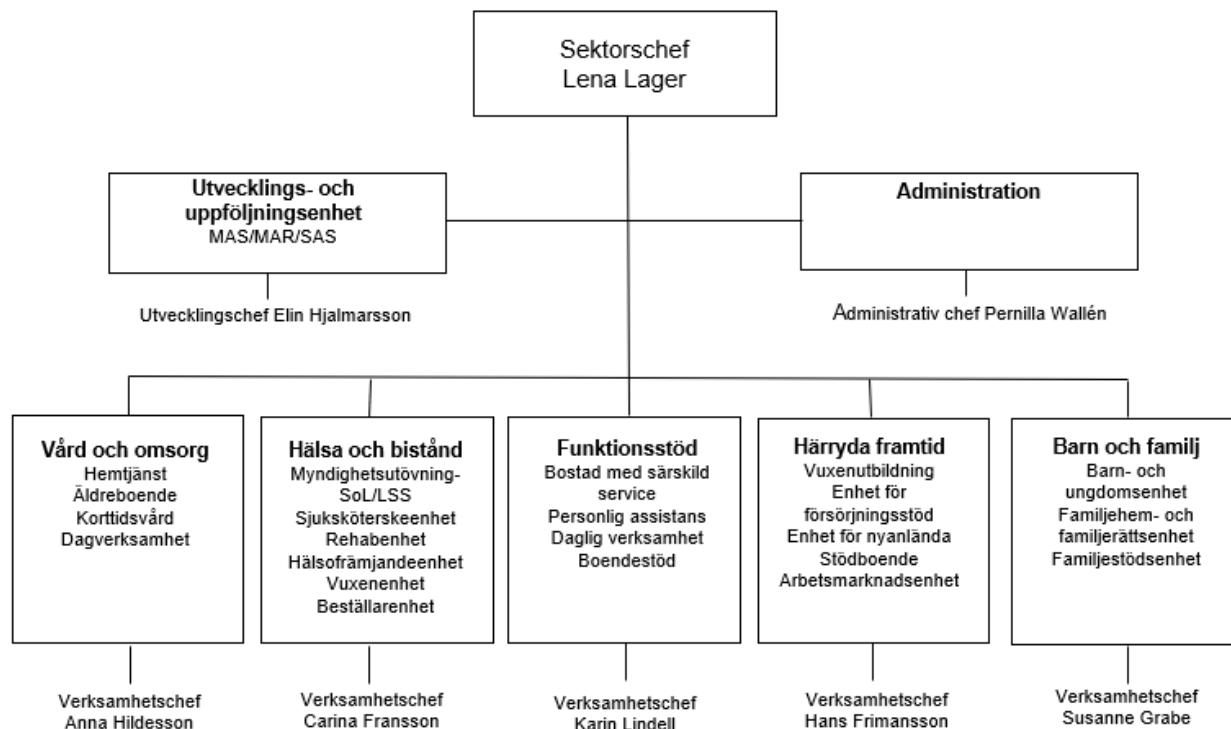 Sektorschef
Lena Lager
Utvecklings- och
uppföljningsenhet
MAS/MAR/SAS
Utvecklingschef Elin Hjalmarsson
Administration
Administrativ chef Pernilla Wallén
Vård och omsorg
Hemtjänst
Äldreboende
Korttidsvård
Dagverksamhet
Verksamhetschef
Anna Hildesson
Hälsa och bistånd
Myndighetsutövning-
SoL/LSS
Sjuksköterskeenhet
Rehabenhet
Hälsofrämjandeenhet
Vuxenenhet
Beställarenhet
Verksamhetschef
Carina Fransson
Funktionsstöd
Bostad med särskild
service
Personlig assistans
Daglig verksamhet
Boendestöd
Verksamhetschef
Karin Lindell
Härryda framtid
Vuxenutbildning
Enhet för
försörjningsstöd
Enhet för nyanlända
Stödboende
Arbetsmarknadsenhet
Verksamhetschef
Hans Frimansson
Barn och familj
Barn- och
ungdomsenhet
Familjehem- och
familjerättsenhet
Familjestödsenhet
Verksamhetschef
Susanne Grabe